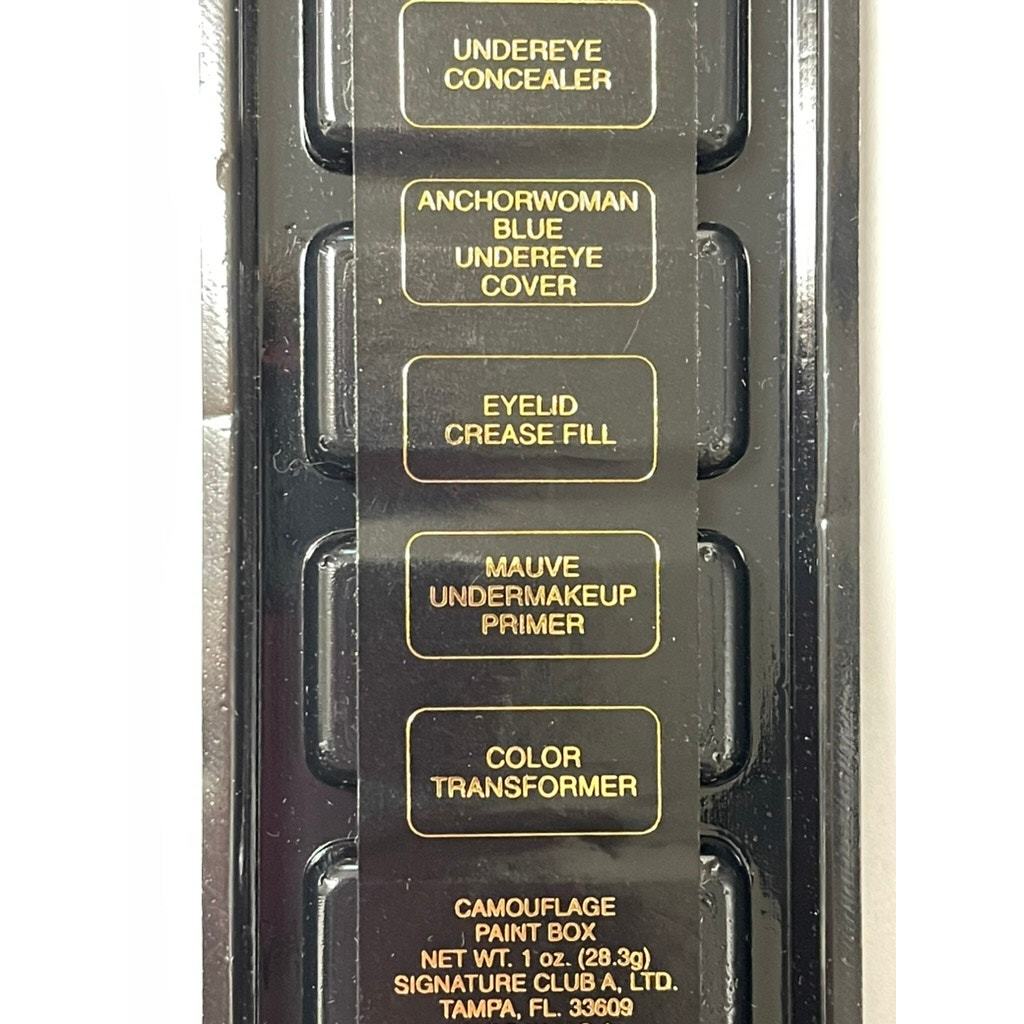 UNDEREYE
CONCEALER
ANCHORWOMAN
BLUE
UNDEREYE
COVER
EYELID
CREASE FILL
MAUVE
UNDERMAKEUP
PRIMER
COLOR
TRANSFORMER
CAMOUFLAGE
PAINT BOX
NET WT. 1 oz. (28.3g)
SIGNATURE CLUB A, LTD.
TAMPA, FL. 33609